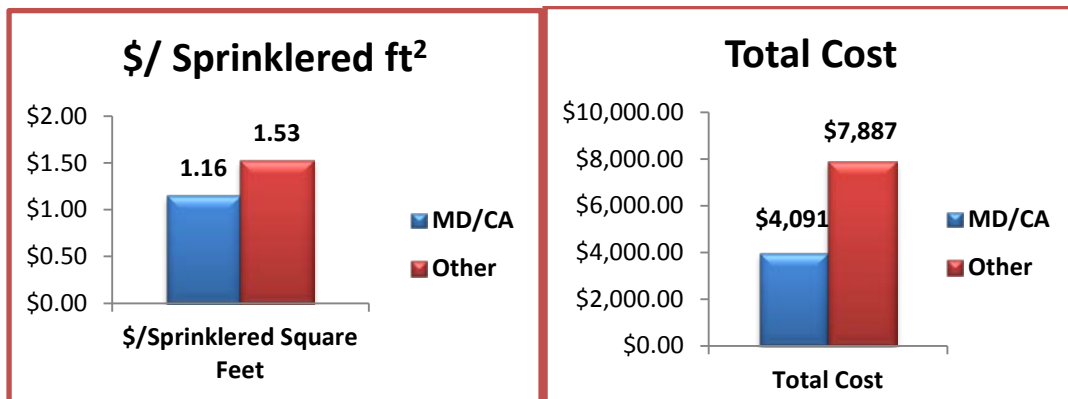 $/ Sprinklered ft²
$2.00
$1.50
$1.00
$0.50
$0.00
1.16
1.53
MD/CA
Other
$/Sprinklered Square
Feet
Total Cost
$10,000.00
$8,000.00
$6,000.00
$4,000.00
$2,000.00
$0.00
$4,091
$7,887
MD/CA
Other
Total Cost